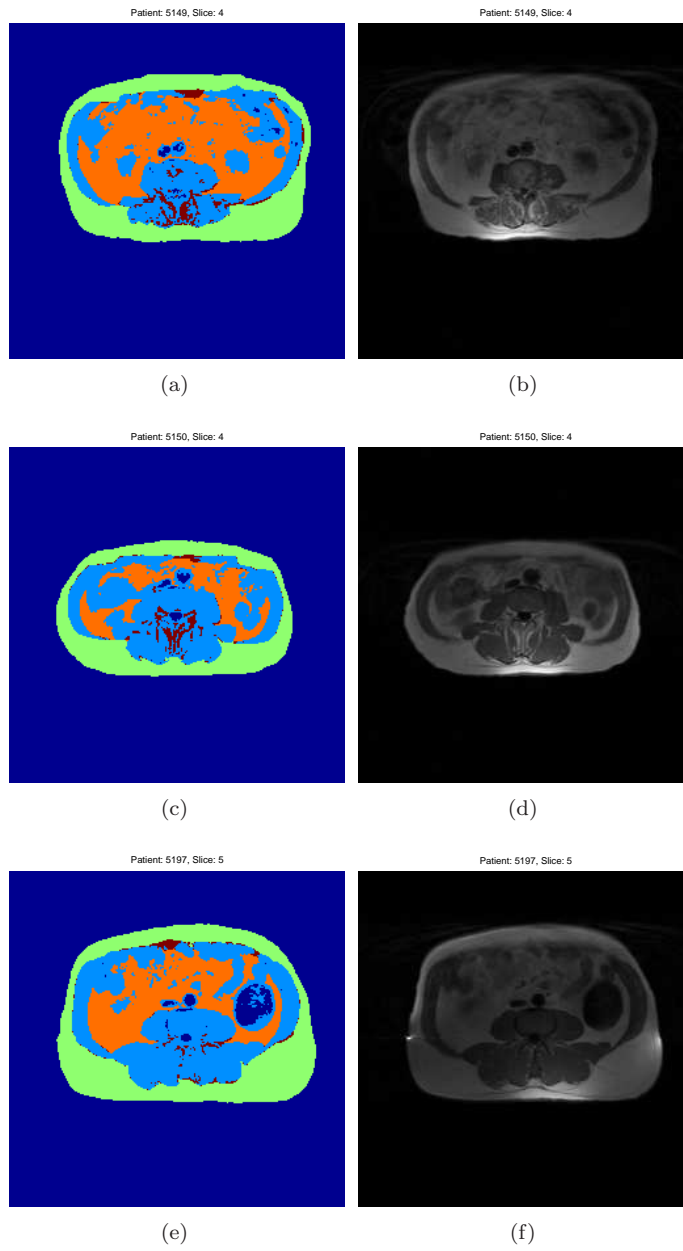 Patient: 5149, Slice: 4
Patient: 5149, Slice: 4
(a)
(b)
Patient: 5150, Slice: 4
Patient: 5150, Slice: 4
(c)
(d)
Patient: 5197, Slice: 5
Patient: 5197, Slice: 5
(e)
(f)